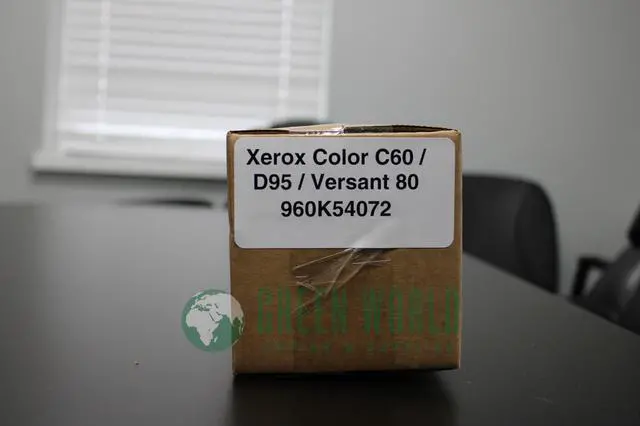 Xerox Color C60 /
D95 / Versant 80
960K54072
GREEN WORLD